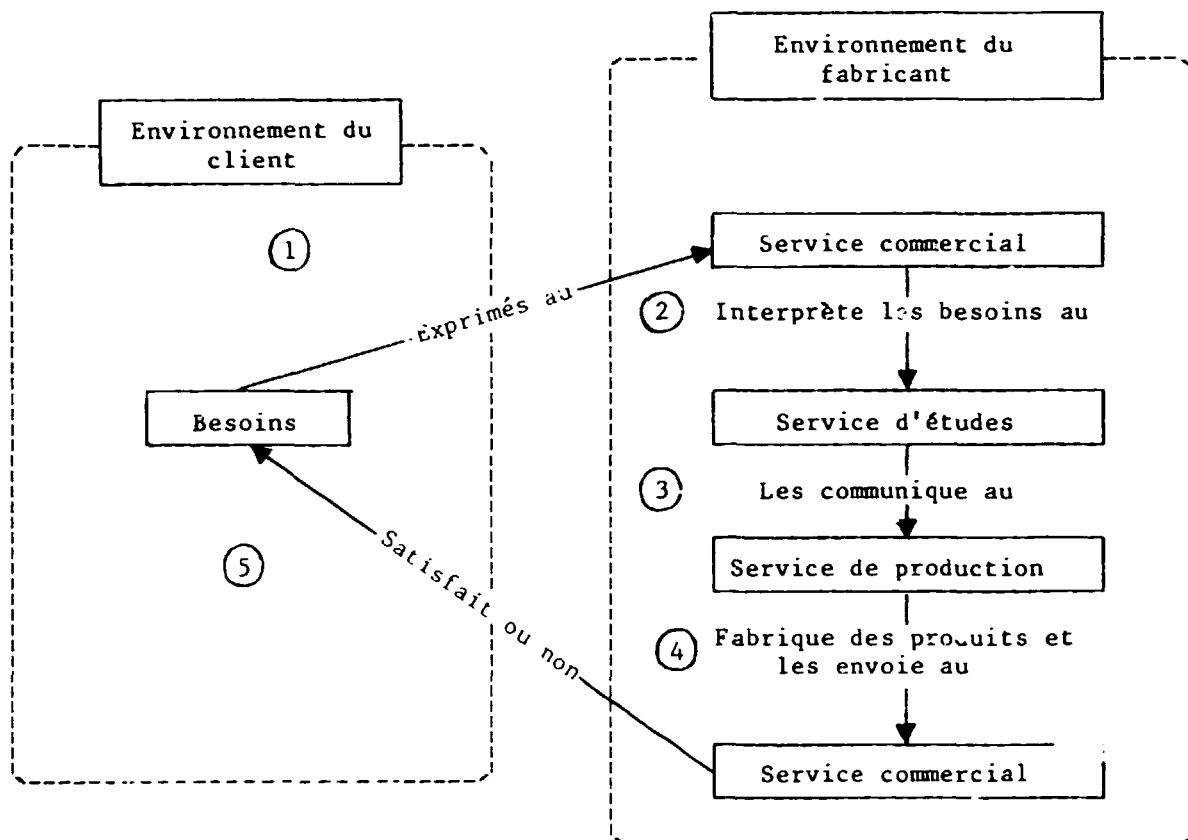 Environnement du
client
1
Exprimés au
Besoins
5
Satisfait ou non
Environnement du
fabricant
Service commercial
2 Interprète les besoins au
Service d'études
3 Les communique au
Service de production
4 Fabrique des produits et
les envoie au
Service commercial